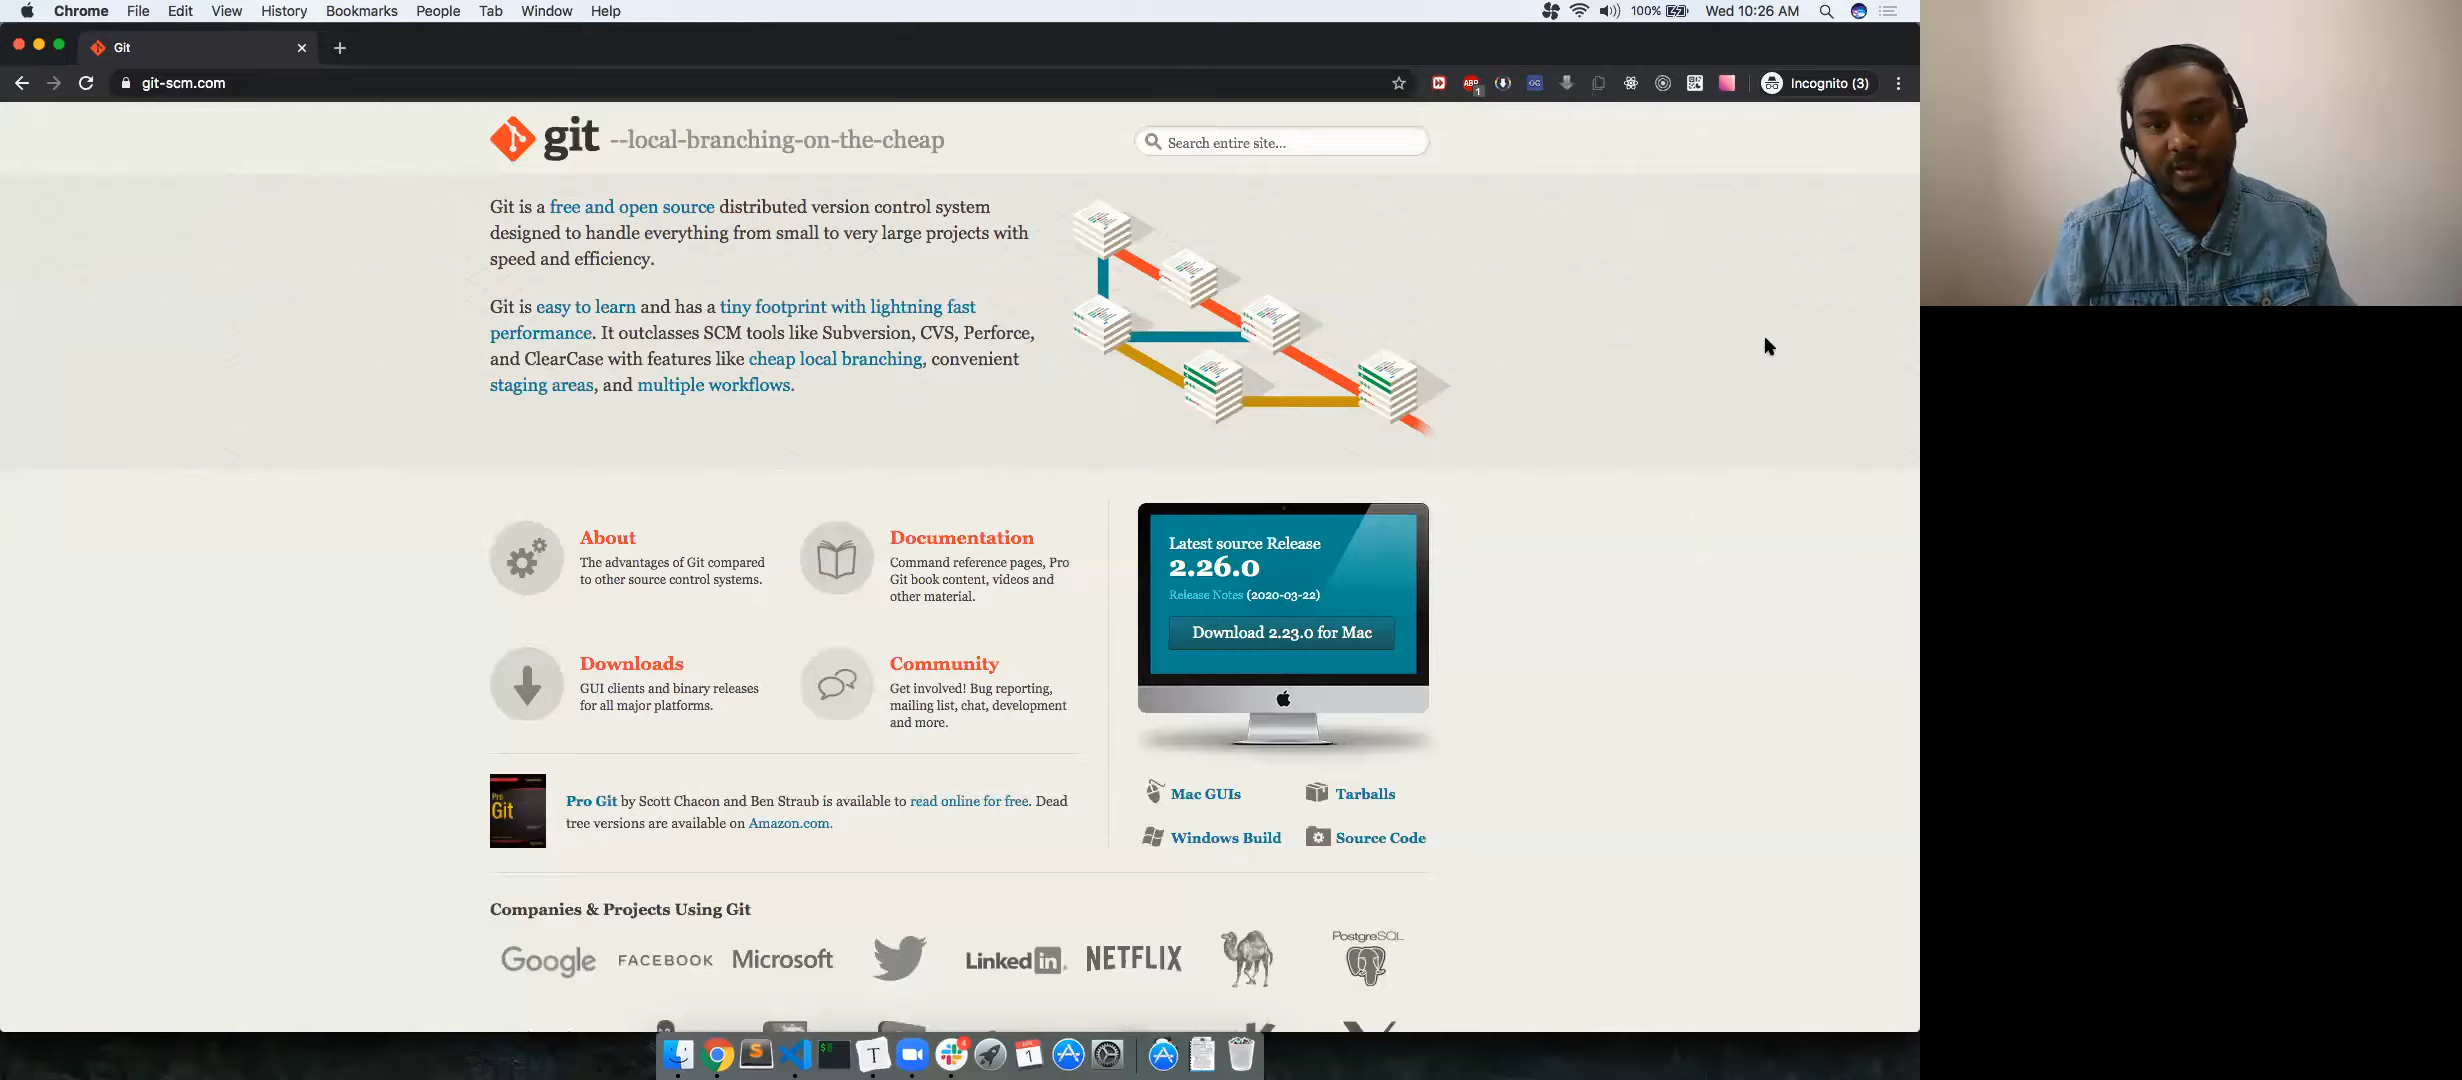 Chrome File Edit View History Bookmarks People Tab Window Help
100% Wed 10:26 AM
Git
git-scm.com
ABP
1
OG
Incognito (3)
git --local-branching-on-the-cheap
Search entire site...
Git is a free and open source distributed version control system
designed to handle everything from small to very large projects with
speed and efficiency.
Git is easy to learn and has a tiny footprint with lightning fast
performance. It outclasses SCM tools like Subversion, CVS, Perforce,
and ClearCase with features like cheap local branching, convenient
staging areas, and multiple workflows.
About
The advantages of Git compared
to other source control systems.
Documentation
Command reference pages, Pro
Git book content, videos and
other material.
Downloads
GUI clients and binary releases
for all major platforms.
Community
Get involved! Bug reporting,
mailing list, chat, development
and more.
Latest source Release
2.26.0
Release Notes (2020-03-22)
Download 2.23.0 for Mac
Mac GUIs
Tarballs
Windows Build
Source Code
Pro
Git
Pro Git by Scott Chacon and Ben Straub is available to read online for free. Dead
tree versions are available on Amazon.com.
Companies & Projects Using Git
Google
FACEBOOK
Microsoft
Linked in
NETFLIX
PostgreSQL
S
$
T
4
1